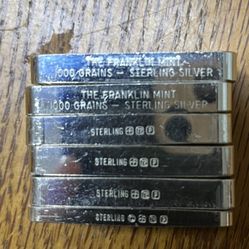 THE FRANKLIN MINT
1000 GRAINS — STERLING SILVER
THE FRANKLIN MINT
1000 GRAINS — STERLING SILVER
STERLING
STERLING
STERLING
STERLING